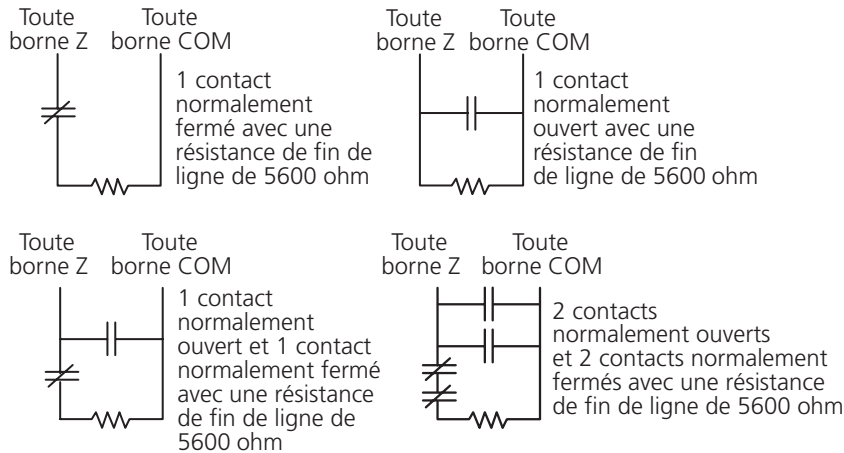 Toute
borne Z
Toute
borne COM
1 contact
normalement
fermé avec une
résistance de fin de
ligne de 5600 ohm
Toute
borne Z
Toute
borne COM
1 contact
normalement
ouvert avec une
résistance de fin
de ligne de 5600 ohm
Toute
borne Z
Toute
borne COM
1 contact
normalement
ouvert et 1 contact
normalement fermé
avec une résistance
de fin de ligne de
5600 ohm
Toute
borne Z
Toute
borne COM
2 contacts
normalement ouverts
et 2 contacts normalement
fermés avec une résistance
de fin de ligne de 5600 ohm